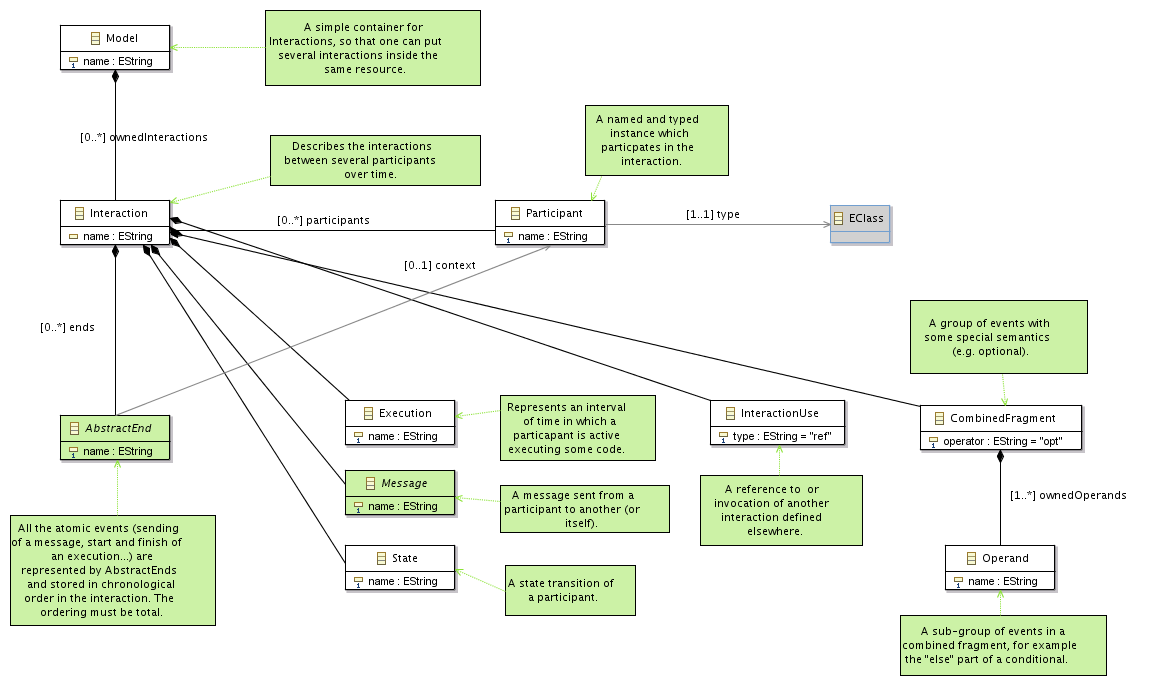 Model
name : EString
A simple container for
Interactions, so that one can put
several interactions inside the
same resource.
[0..*] ownedInteractions
Describes the interactions
between several participants
over time.
A named and typed
instance which
particpates in the
interaction.
Interaction
name : EString
[0..*] participants
Participant
name : EString
[1..1] type
EClass
[0..1] context
[0..*] ends
A group of events with
some special semantics
(e.g. optional).
AbstractEnd
name : EString
Execution
name : EString
Represents an interval
of time in which a
particapant is active
executing some code.
InteractionUse
type : EString = "ref"
CombinedFragment
operator : EString = "opt"
Message
name : EString
A message sent from a
participant to another (or
itself).
A reference to or
invocation of another
interaction defined
elsewhere.
[1..*] ownedOperands
All the atomic events (sending
of a message, start and finish of
an execution...) are
represented by AbstractEnds
and stored in chronological
order in the interaction. The
ordering must be total.
State
name : EString
A state transition of
a participant.
Operand
name : EString
A sub-group of events in a
combined fragment, for example
the "else" part of a conditional.